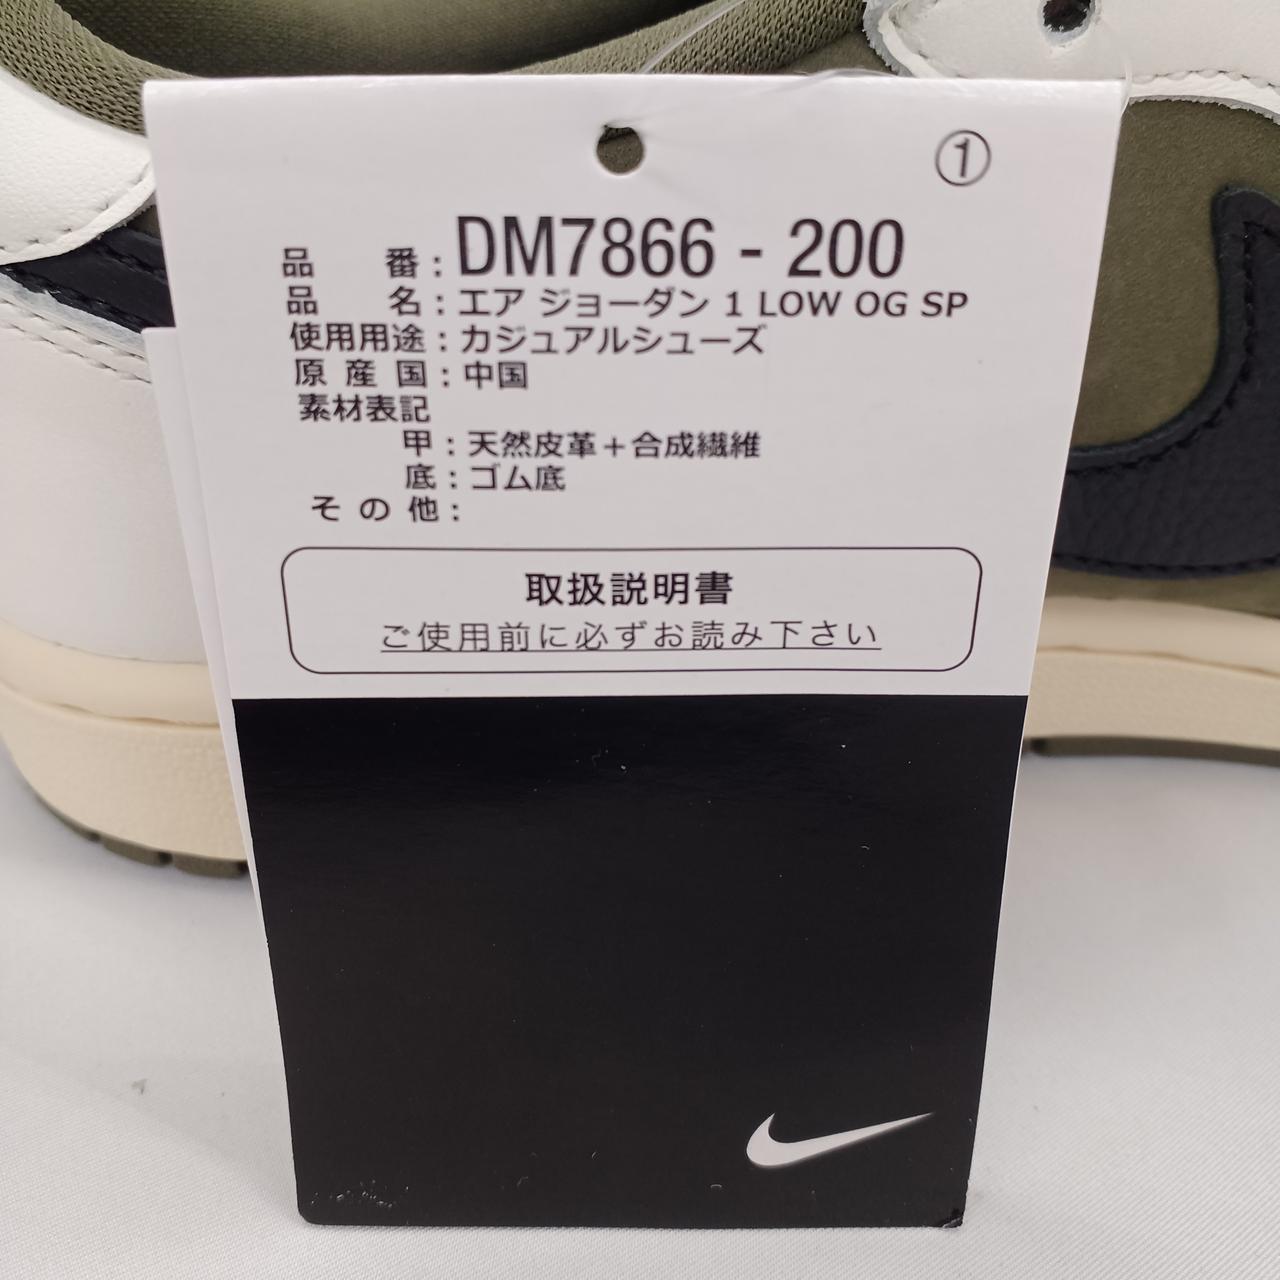 ①
品番:DM7866-200
品名:エア ジョーダン 1 LOW OG SP
使用用途:カジュアルシューズ
原産国:中国
素材表記
甲:天然皮革+合成繊維
底:ゴム底
その他:
取扱説明書
ご使用前に必ずお読み下さい